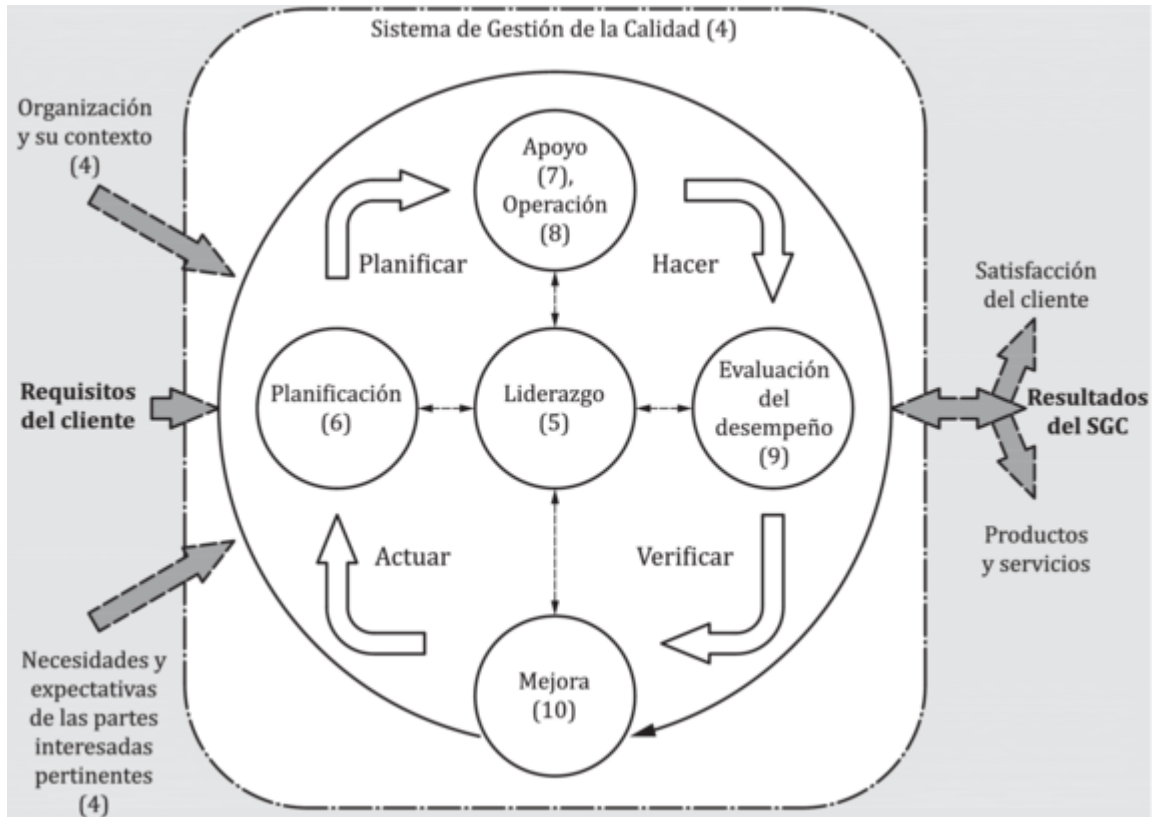 Sistema de Gestión de la Calidad (4)
Organización
y su contexto
(4)
Apoyo
(7),
Operación
(8)
Planificar
Hacer
Satisfacción
del cliente
Requisitos
del cliente
Planificación
(6)
Liderazgo
(5)
Evaluación
del
desempeño
(9)
Resultados
del SGC
Actuar
Verificar
Productos
y servicios
Necesidades y
expectativas
de las partes
interesadas
pertinentes
(4)
Mejora
(10)